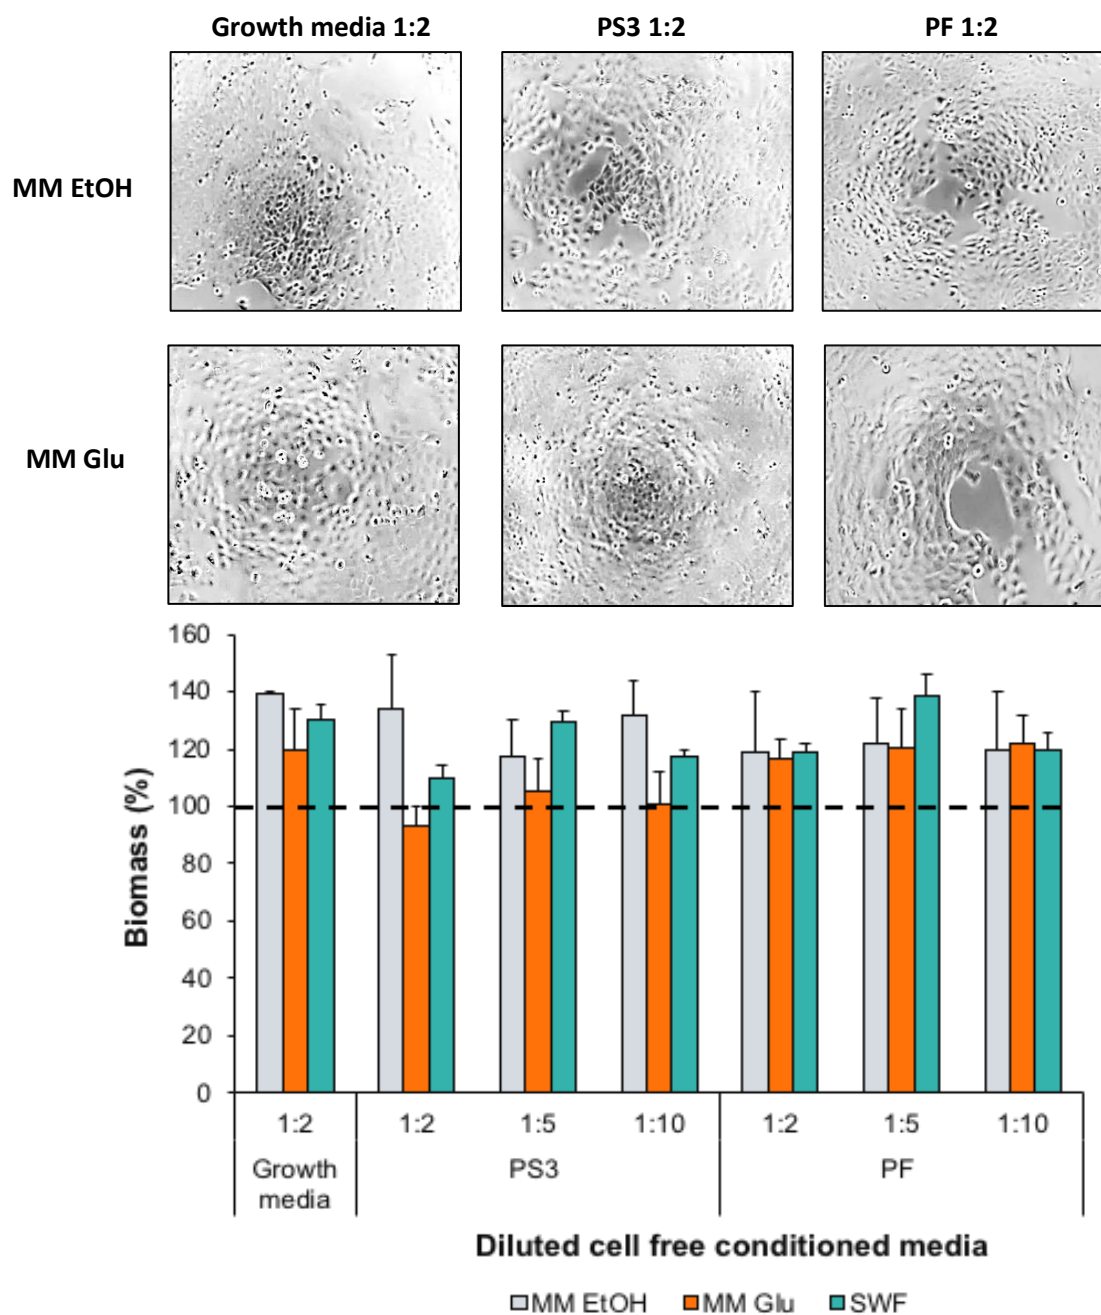 Growth media 1:2 PS3 1:2 PF 1:2
MM EtOH
MM Glu
160
140
120
100
80
60
40
20
0
Biomass (%)
1:2 1:2 1:5 1:10 1:2 1:5 1:10
Growth media PS3 PF
Diluted cell free conditioned media
MM EtOH MM Glu SWF